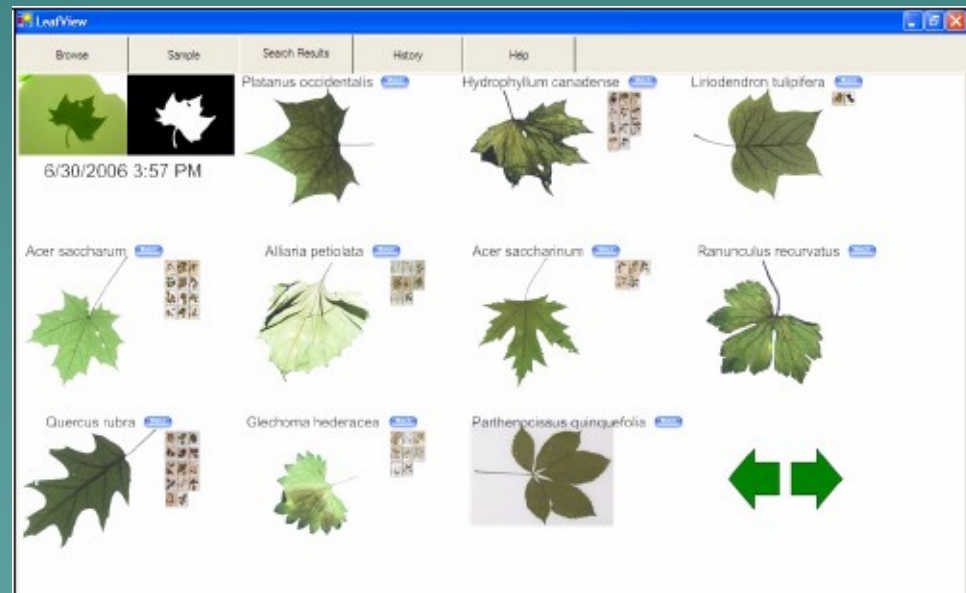 LeafView
Browse Sample Search Results History Help
Platanus occidentalis Hydrophyllum canadense Liriodendron tulipifera
6/30/2006 3:57 PM
Acer saccharum Alliaria petiolata Acer saccharinum Ranunculus recurvatus
Quercus rubra Glechoma hederacea Parthenocissus quinquefolia